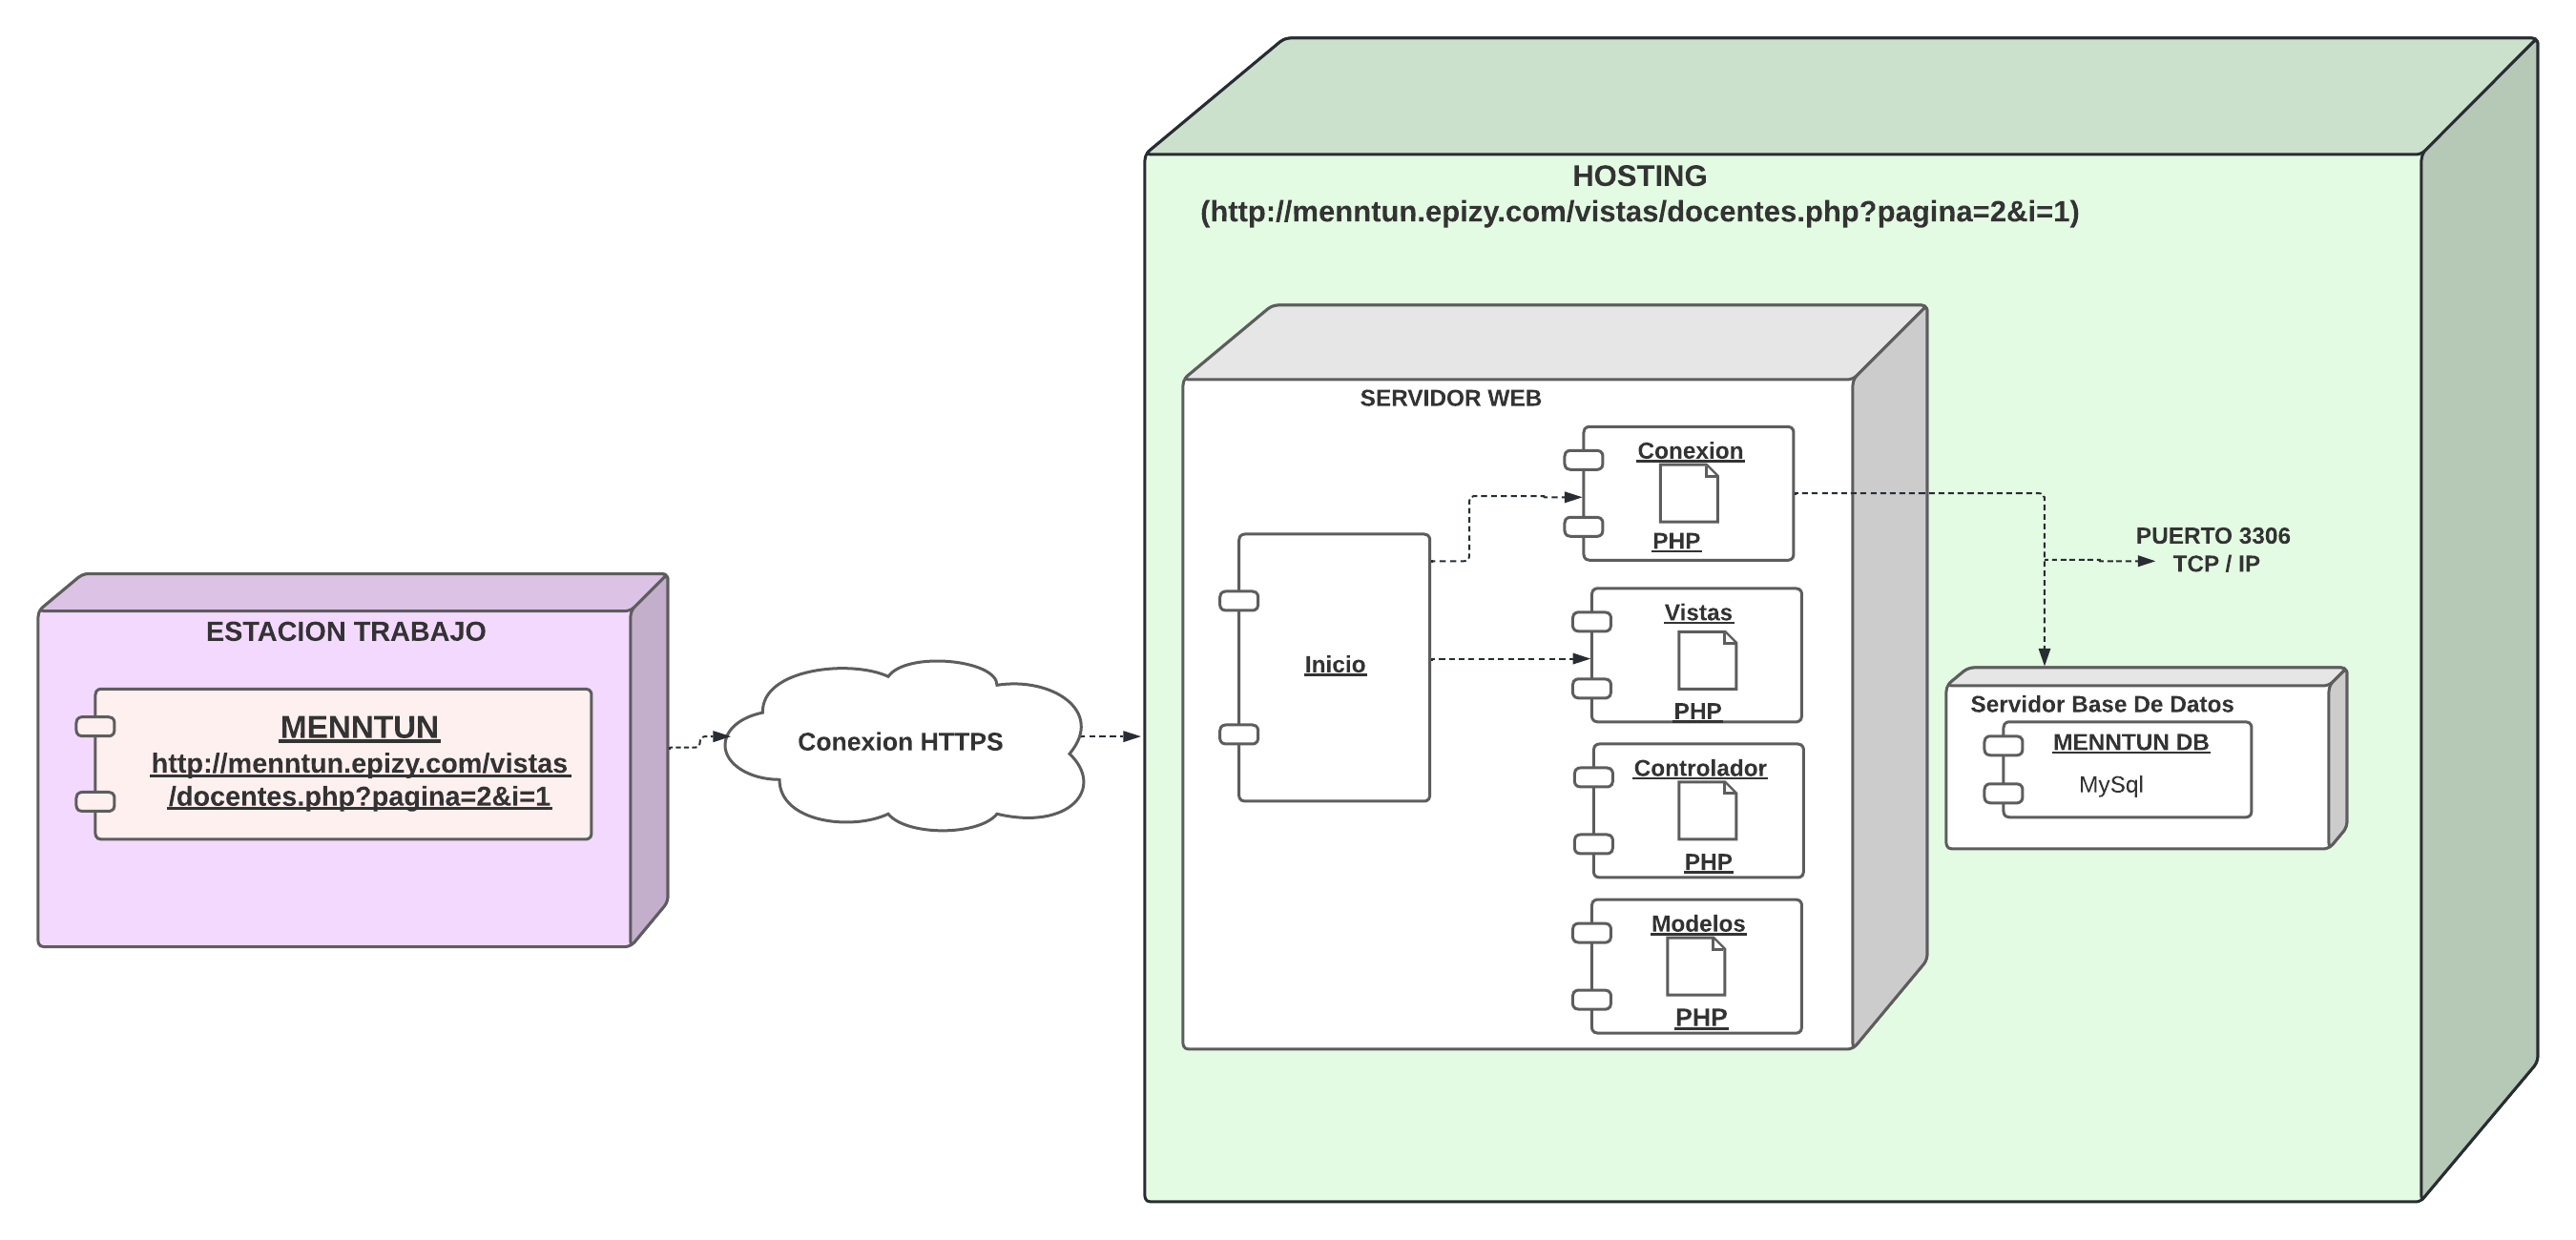 HOSTING
(http://menntun.epizy.com/vistas/docentes.php?pagina=2&i=1)
SERVIDOR WEB
Conexion
PHP
PUERTO 3306
TCP / IP
Vistas
PHP
Inicio
ESTACION TRABAJO
MENNTUN
http://menntun.epizy.com/vistas
/docentes.php?pagina=2&i=1
Conexion HTTPS
Servidor Base De Datos
MENNTUN DB
MySql
Controlador
PHP
Modelos
PHP